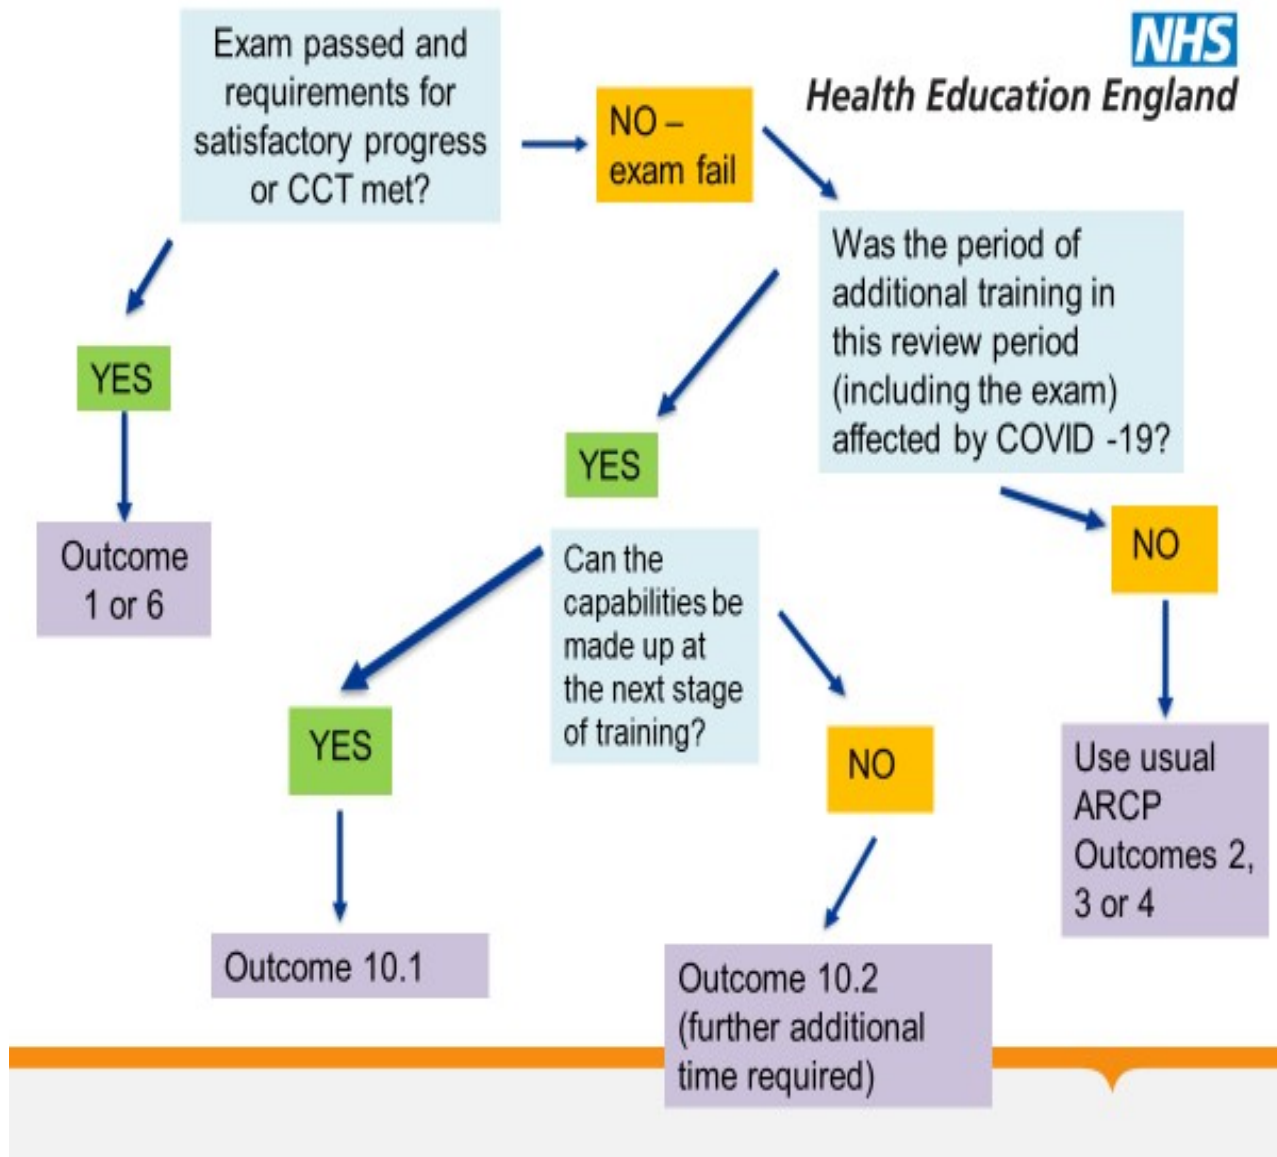 Exam passed and
requirements for
satisfactory progress
or CCT met?
NO –
exam fail
NHS
Health Education England
Was the period of
additional training in
this review period
(including the exam)
affected by COVID -19?
YES
Outcome
1 or 6
YES
Can the
capabilities be
made up at
the next stage
of training?
NO
Use usual
ARCP
Outcomes 2,
3 or 4
YES
Outcome 10.1
NO
Outcome 10.2
(further additional
time required)